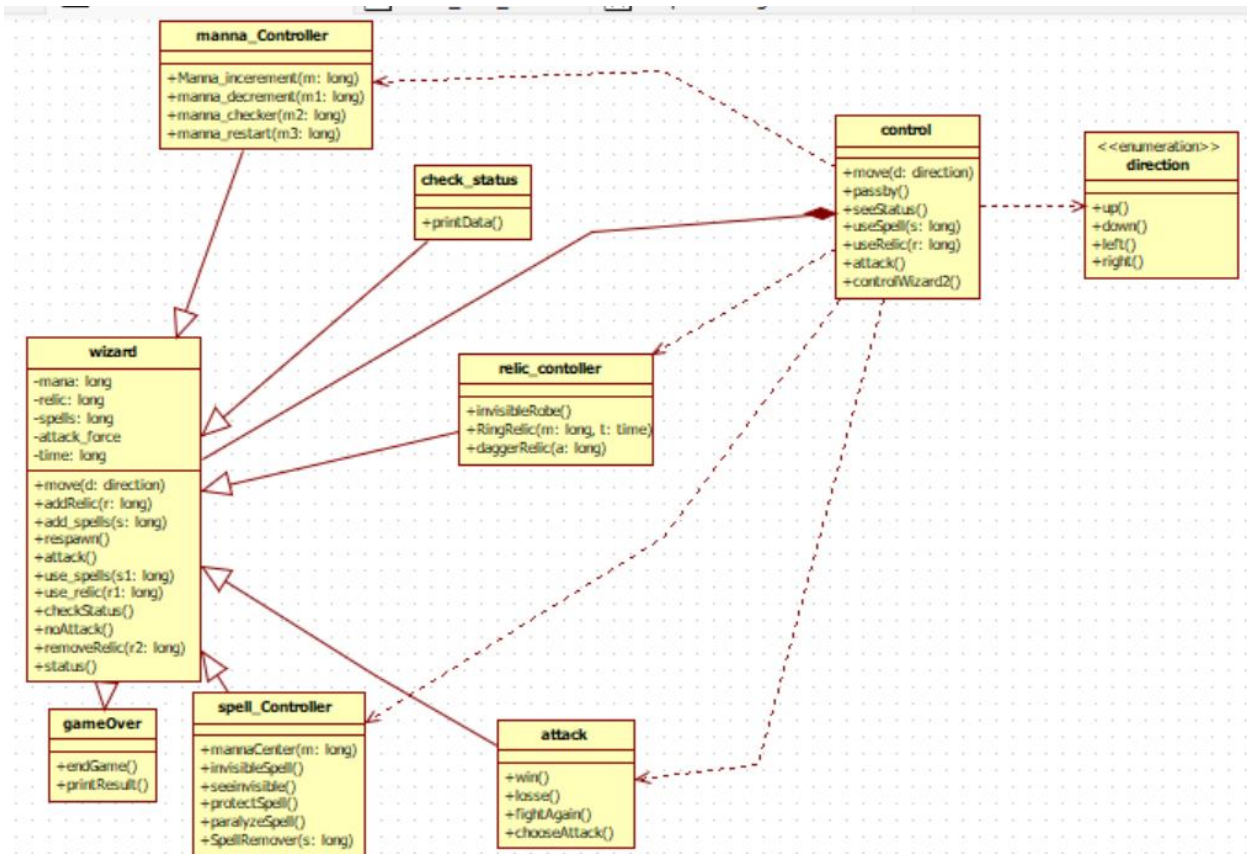 manna_Controller
+Manna_incerement(m: long)
+manna_decrement(m1: long)
+manna_checker(m2: long)
+manna_restart(m3: long)
check_status
+printData()
control
+move(d: direction)
+passby()
+seeStatus()
+useSpell(s: long)
+useRelic(r: long)
+attack()
+controlWizard2()
<<enumeration>>
direction
+up()
+down()
+left()
+right()
wizard
-mana: long
-relic: long
-spells: long
-attack_force
-time: long
+move(d: direction)
+addRelic(r: long)
+add_spells(s: long)
+respawn()
+attack()
+use_spells(s1: long)
+use_relic(r1: long)
+checkStatus()
+noAttack()
+removeRelic(r2: long)
+status()
relic_contoller
+invisibleRobe()
+RingRelic(m: long, t: time)
+daggerRelic(a: long)
gameOver
+endGame()
+printResult()
spell_Controller
+mannaCenter(m: long)
+invisibleSpell()
+seeinvisible()
+protectSpell()
+paralyzeSpell()
+SpellRemover(s: long)
attack
+win()
+losse()
+fightAgain()
+chooseAttack()